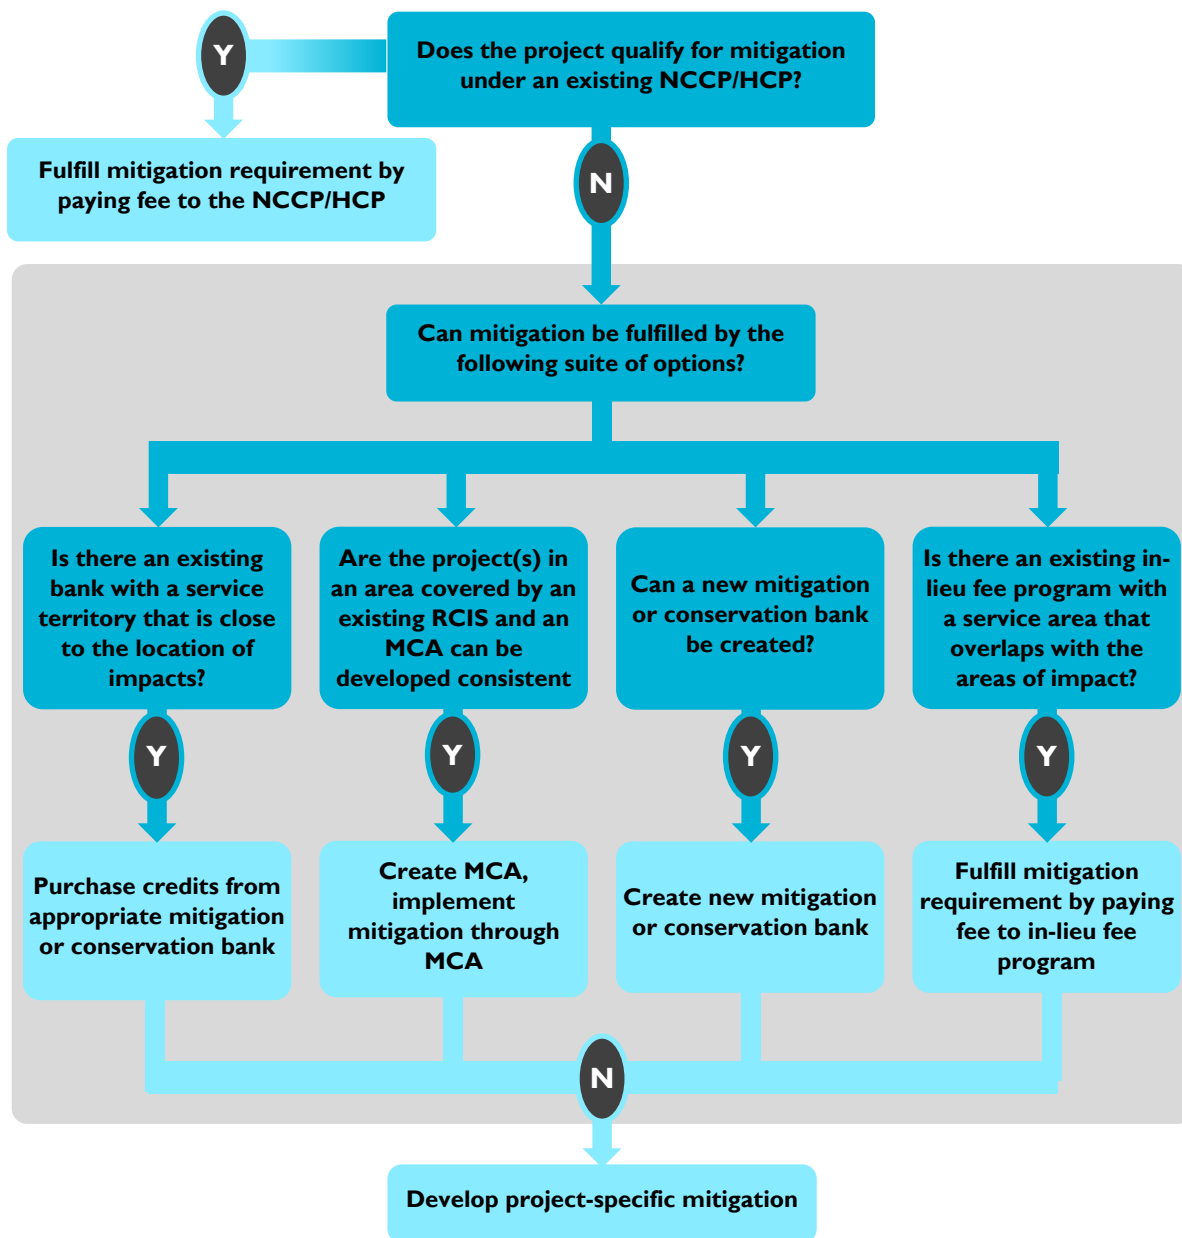 Y
Does the project qualify for mitigation
under an existing NCCP/HCP?
Fulfill mitigation requirement by
paying fee to the NCCP/HCP
N
Can mitigation be fulfilled by the
following suite of options?
Is there an existing
bank with a service
territory that is close
to the location of
impacts?
Are the project(s) in
an area covered by an
existing RCIS and an
MCA can be
developed consistent
Can a new mitigation
or conservation bank
be created?
Is there an existing in-
lieu fee program with
a service area that
overlaps with the
areas of impact?
Y
Y
Y
Y
Purchase credits from
appropriate mitigation
or conservation bank
Create MCA,
implement
mitigation through
MCA
Create new mitigation
or conservation bank
Fulfill mitigation
requirement by paying
fee to in-lieu fee
program
N
Develop project-specific mitigation